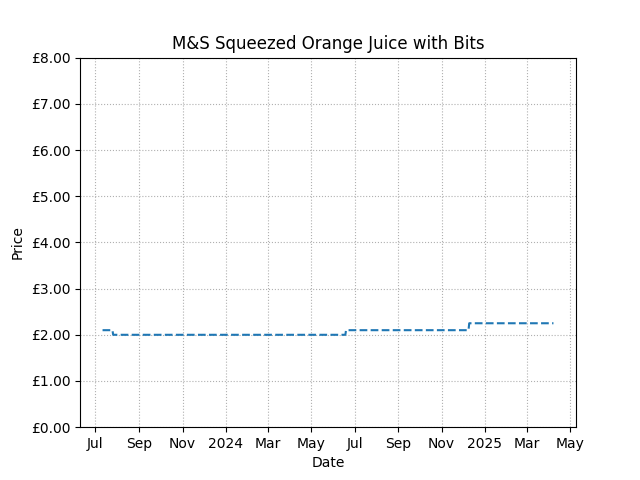 M&S Squeezed Orange Juice with Bits
£8.00
£7.00
£6.00
£5.00
£4.00
£3.00
£2.00
£1.00
£0.00
Price
Jul Sep Nov 2024 Mar May Jul Sep Nov 2025 Mar May
Date